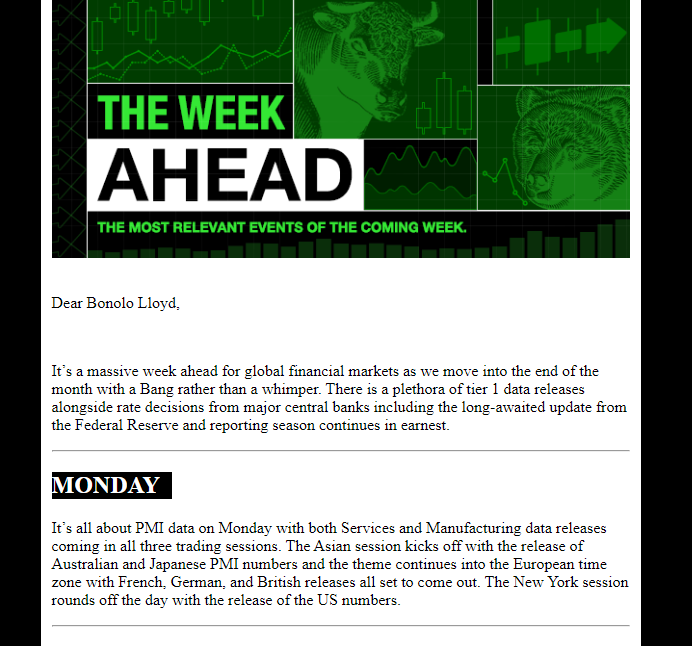 THE WEEK
AHEAD
THE MOST RELEVANT EVENTS OF THE COMING WEEK.
Dear Bonolo Lloyd,
It’s a massive week ahead for global financial markets as we move into the end of the
month with a Bang rather than a whimper. There is a plethora of tier 1 data releases
alongside rate decisions from major central banks including the long-awaited update from
the Federal Reserve and reporting season continues in earnest.
MONDAY
It’s all about PMI data on Monday with both Services and Manufacturing data releases
coming in all three trading sessions. The Asian session kicks off with the release of
Australian and Japanese PMI numbers and the theme continues into the European time
zone with French, German, and British releases all set to come out. The New York session
rounds off the day with the release of the US numbers.